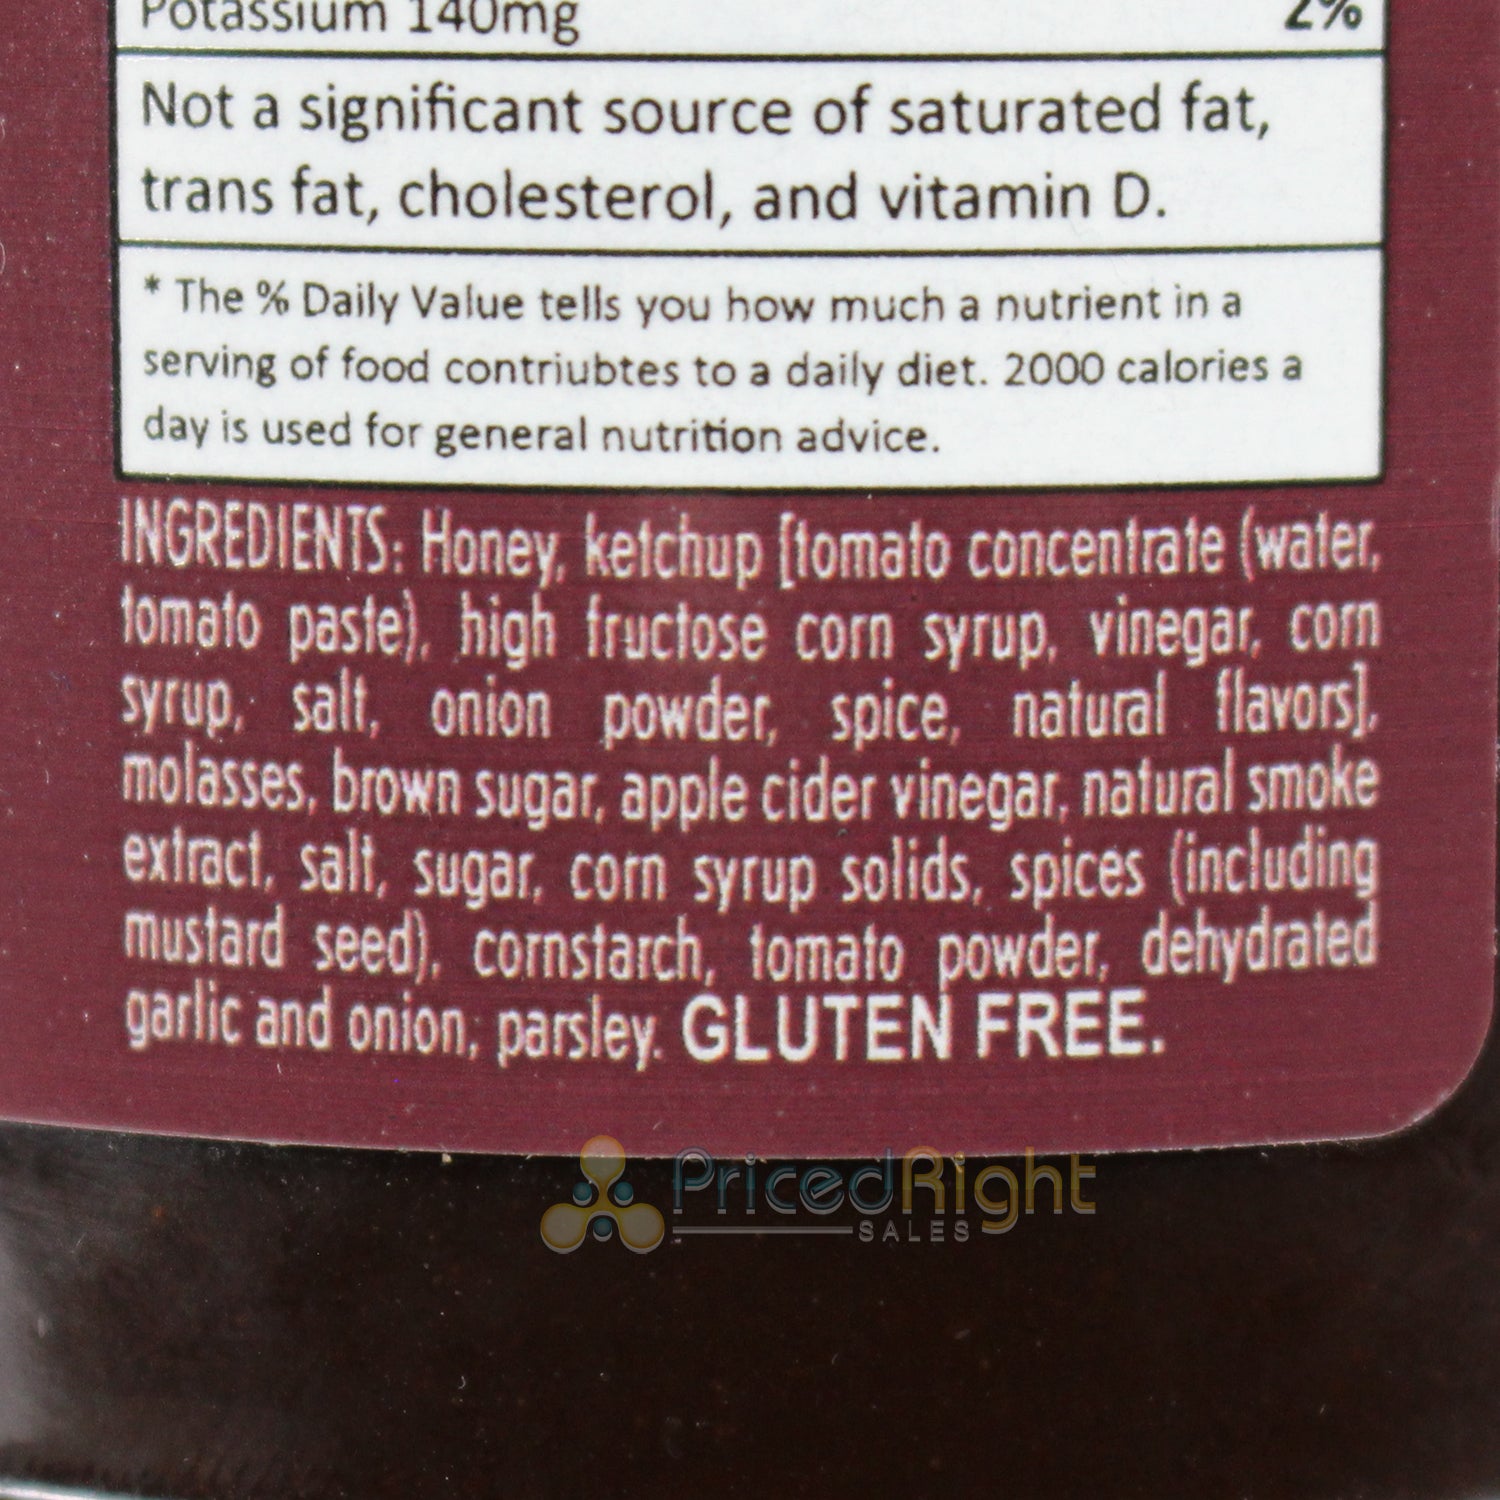 Potassium 140mg 2%
Not a significant source of saturated fat,
trans fat, cholesterol, and vitamin D.
* The % Daily Value tells you how much a nutrient in a
serving of food contriubtes to a daily diet. 2000 calories a
day is used for general nutrition advice.
INGREDIENTS: Honey, ketchup [tomato concentrate (water,
tomato paste), high fructose corn syrup, vinegar, corn
syrup, salt, onion powder, spice, natural flavors],
molasses, brown sugar, apple cider vinegar, natural smoke
extract, salt, sugar, corn syrup solids, spices (including
mustard seed), cornstarch, tomato powder, dehydrated
garlic and onion, parsley. GLUTEN FREE.
PricedRight
SALES